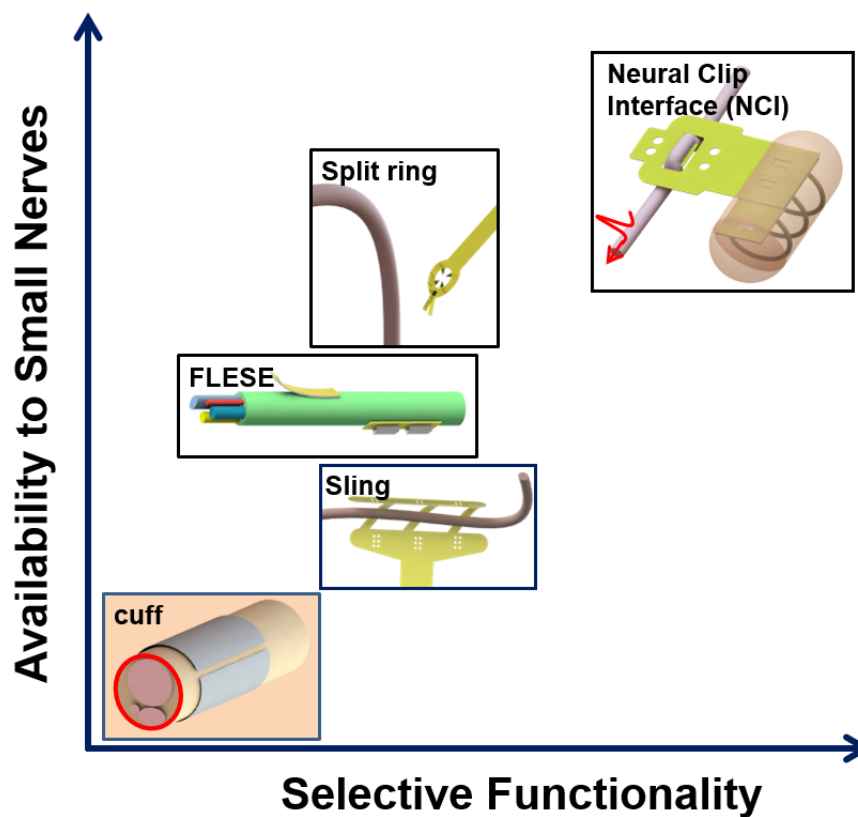 Neural Clip
Interface (NCI)
Split ring
FLESE
Sling
cuff
Availability to Small Nerves
Selective Functionality